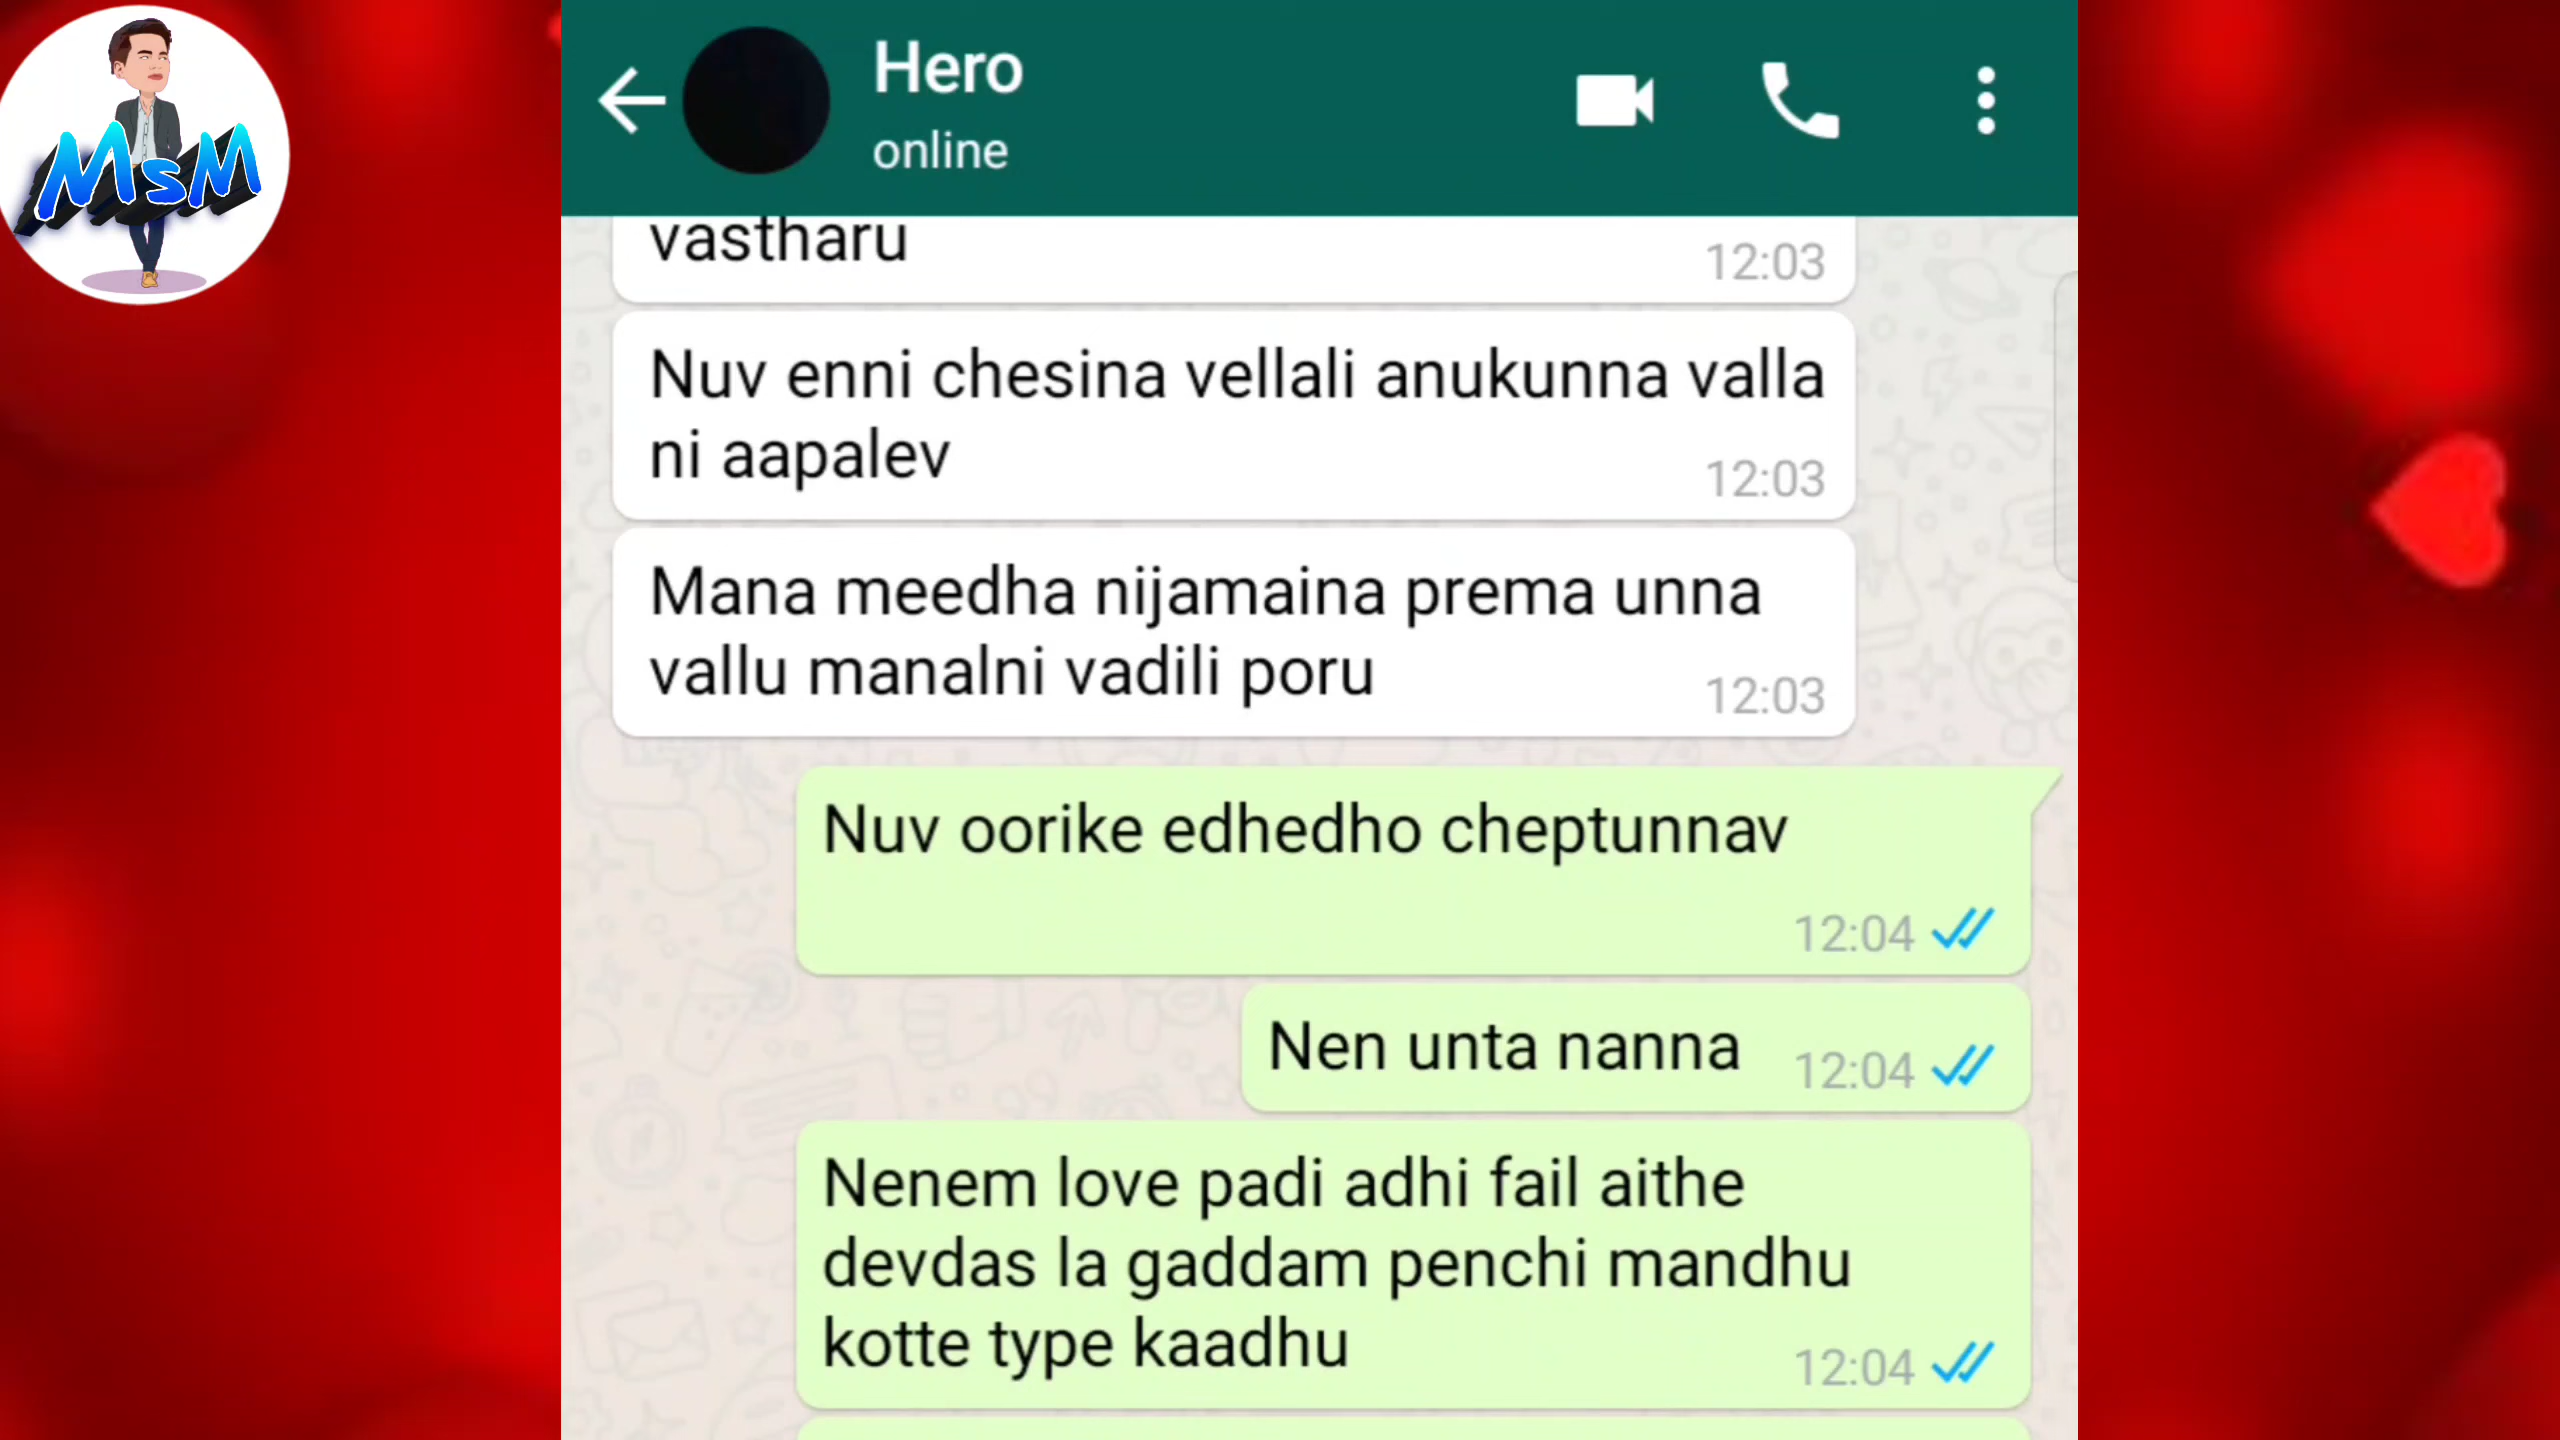 MsM
Hero
online
vastharu
12:03
Nuv enni chesina vellali anukunna valla
ni aapalev
12:03
Mana meedha nijamaina prema unna
vallu manalni vadili poru
12:03
Nuv oorike edhedho cheptunnav
12:04
Nen unta nanna 12:04
Nenem love padi adhi fail aithe
devdas la gaddam penchi mandhu
kotte type kaadhu
12:04